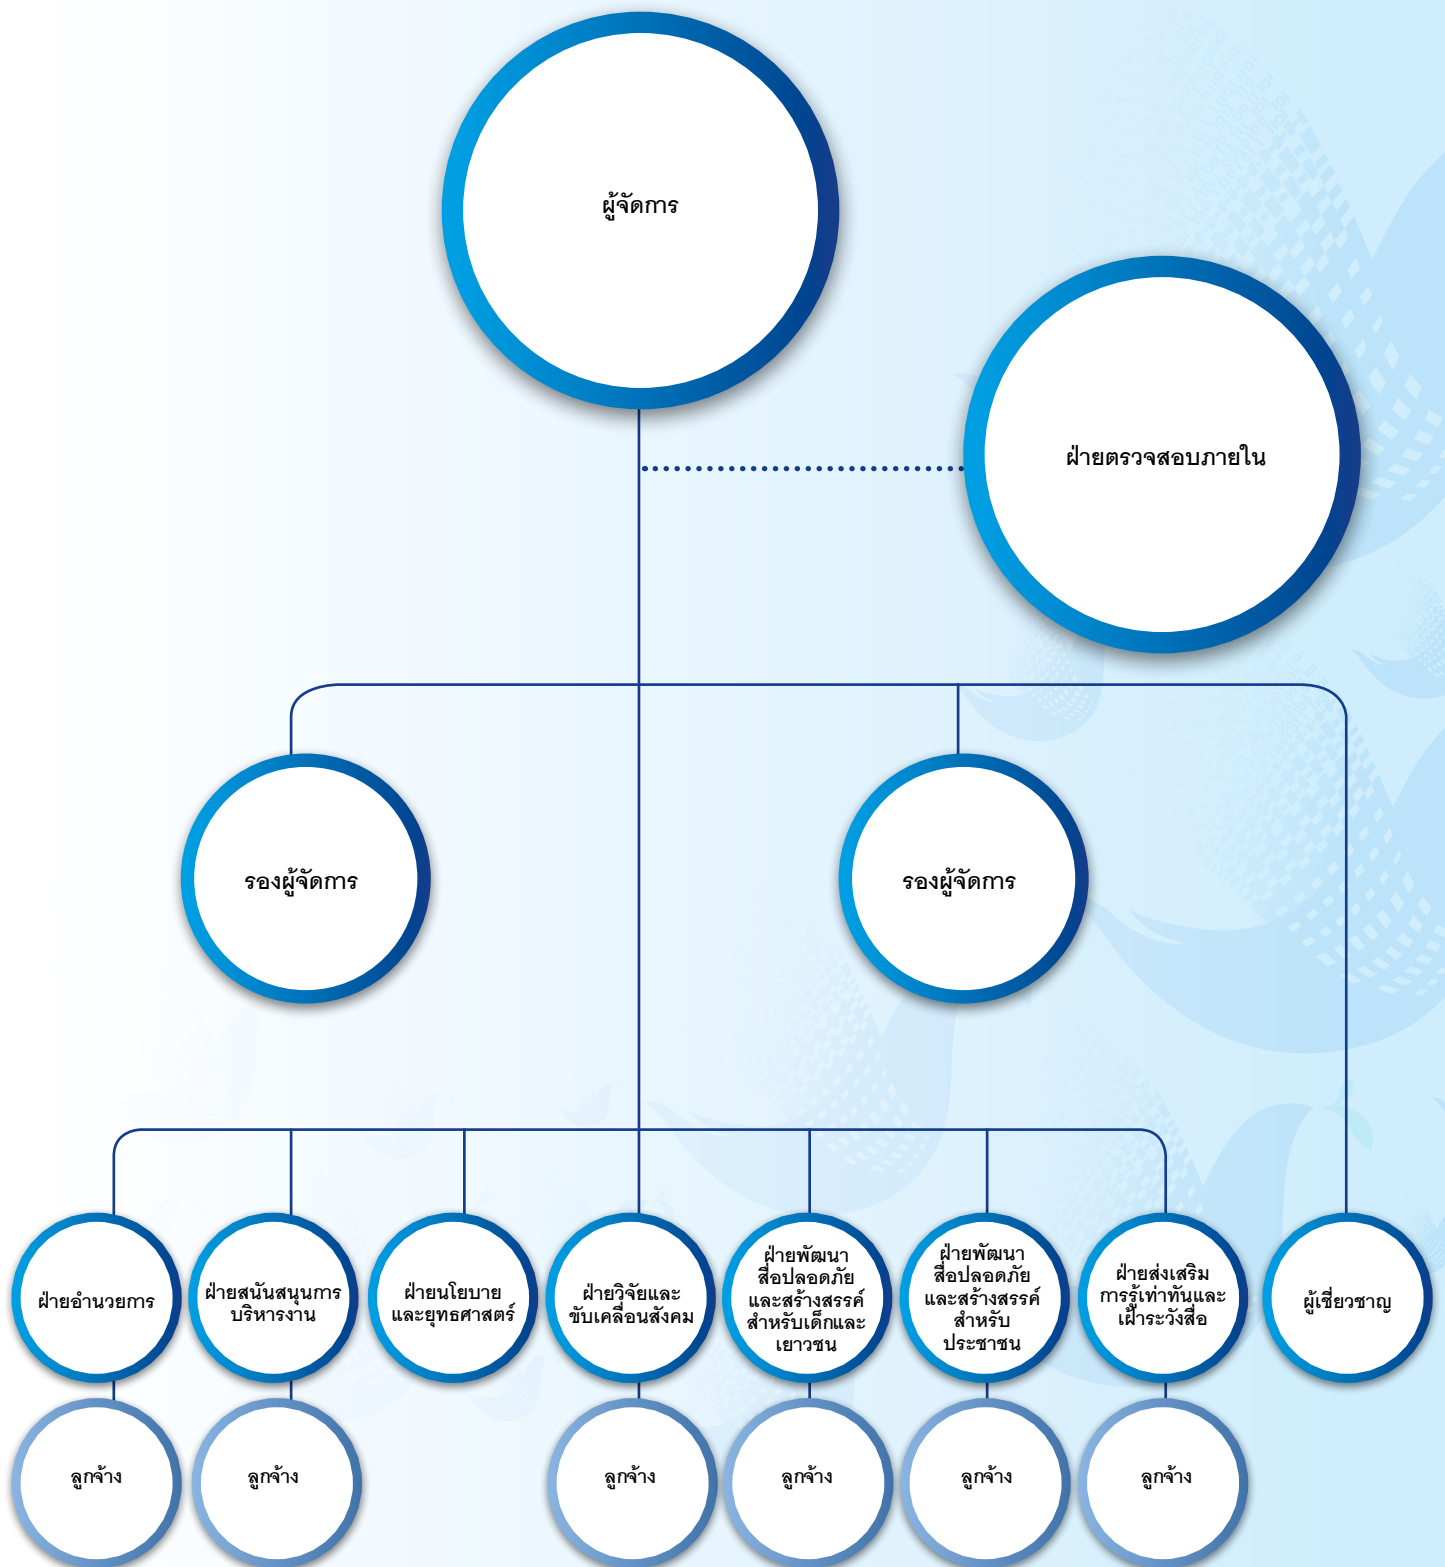 ผู้จัดการ
ฝ่ายตรวจสอบภายใน
รองผู้จัดการ
รองผู้จัดการ
ฝ่ายอำนวยการ
ฝ่ายสนันสนุนการ
บริหารงาน
ฝ่ายนโยบาย
และยุทธศาสตร์
ฝ่ายวิจัยและ
ขับเคลื่อนสังคม
ฝ่ายพัฒนา
สื่อปลอดภัย
และสร้างสรรค์
สำหรับเด็กและ
เยาวชน
ฝ่ายพัฒนา
สื่อปลอดภัย
และสร้างสรรค์
สำหรับ
ประชาชน
ฝ่ายส่งเสริม
การรู้เท่าทันและ
เฝ้าระวังสื่อ
ผู้เชี่ยวชาญ
ลูกจ้าง
ลูกจ้าง
ลูกจ้าง
ลูกจ้าง
ลูกจ้าง
ลูกจ้าง